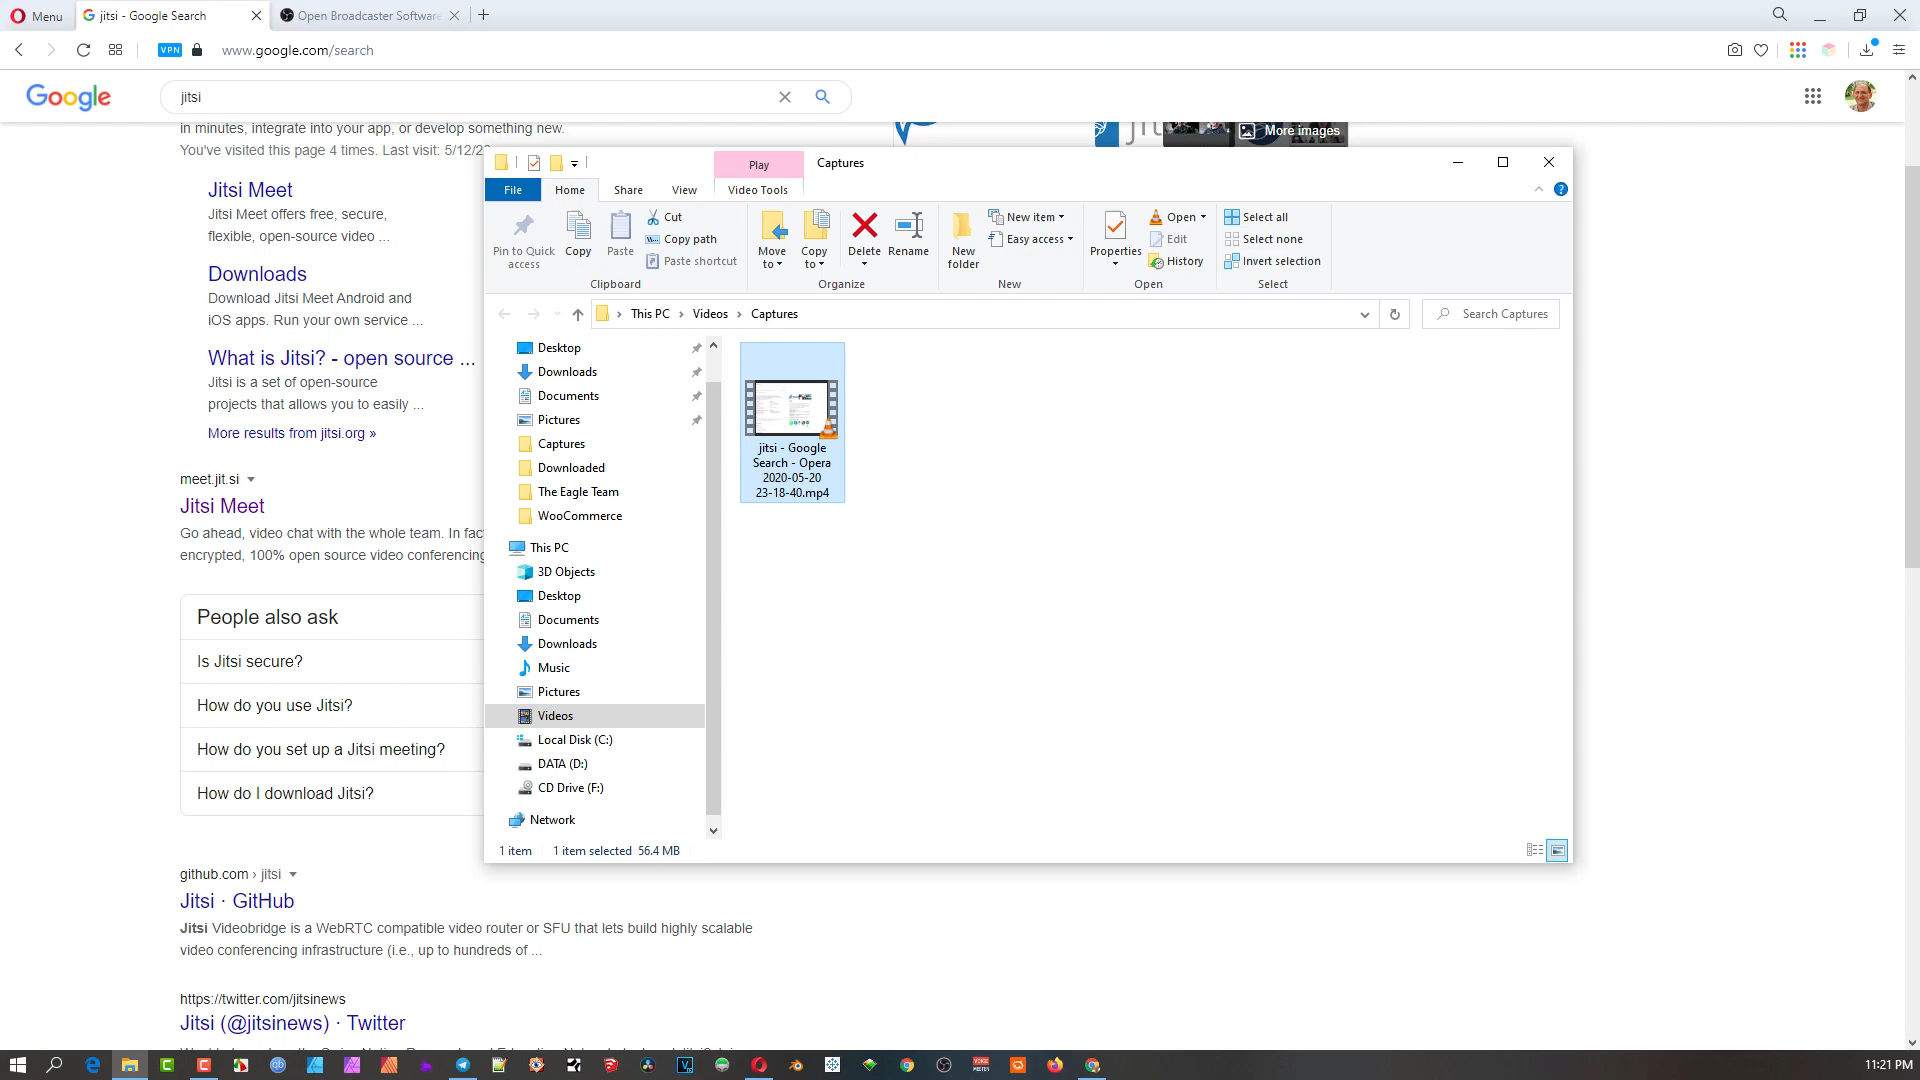 Menu
jitsi - Google Search
Open Broadcaster Software
VPN
www.google.com/search
Google
jitsi
in minutes, integrate into your app, or develop something new.
You've visited this page 4 times. Last visit: 5/12/2
More images
Jitsi Meet
Jitsi Meet offers free, secure,
flexible, open-source video ...
Downloads
Download Jitsi Meet Android and
iOS apps. Run your own service ...
What is Jitsi? - open source ...
Jitsi is a set of open-source
projects that allows you to easily ...
More results from jitsi.org »
meet.jit.si
Jitsi Meet
Go ahead, video chat with the whole team. In fac
encrypted, 100% open source video conferencing
People also ask
Is Jitsi secure?
How do you use Jitsi?
How do you set up a Jitsi meeting?
How do I download Jitsi?
github.com › jitsi
Jitsi · GitHub
Jitsi Videobridge is a WebRTC compatible video router or SFU that lets build highly scalable
video conferencing infrastructure (i.e., up to hundreds of ...
https://twitter.com/jitsinews
Jitsi (@jitsinews) · Twitter
Play
Captures
File
Home
Share
View
Video Tools
Pin to Quick
access
Copy
Paste
Cut
Copy path
Paste shortcut
Clipboard
Move
to
Copy
to
Delete
Rename
Organize
New
folder
New item
Easy access
New
Properties
Open
Edit
History
Open
Select all
Select none
Invert selection
Select
This PC
Videos
Captures
Search Captures
Desktop
Downloads
Documents
Pictures
Captures
Downloaded
The Eagle Team
WooCommerce
This PC
3D Objects
Desktop
Documents
Downloads
Music
Pictures
Videos
Local Disk (C:)
DATA (D:)
CD Drive (F:)
Network
jitsi - Google
Search - Opera
2020-05-20
23-18-40.mp4
1 item
1 item selected 56.4 MB
11:21 PM